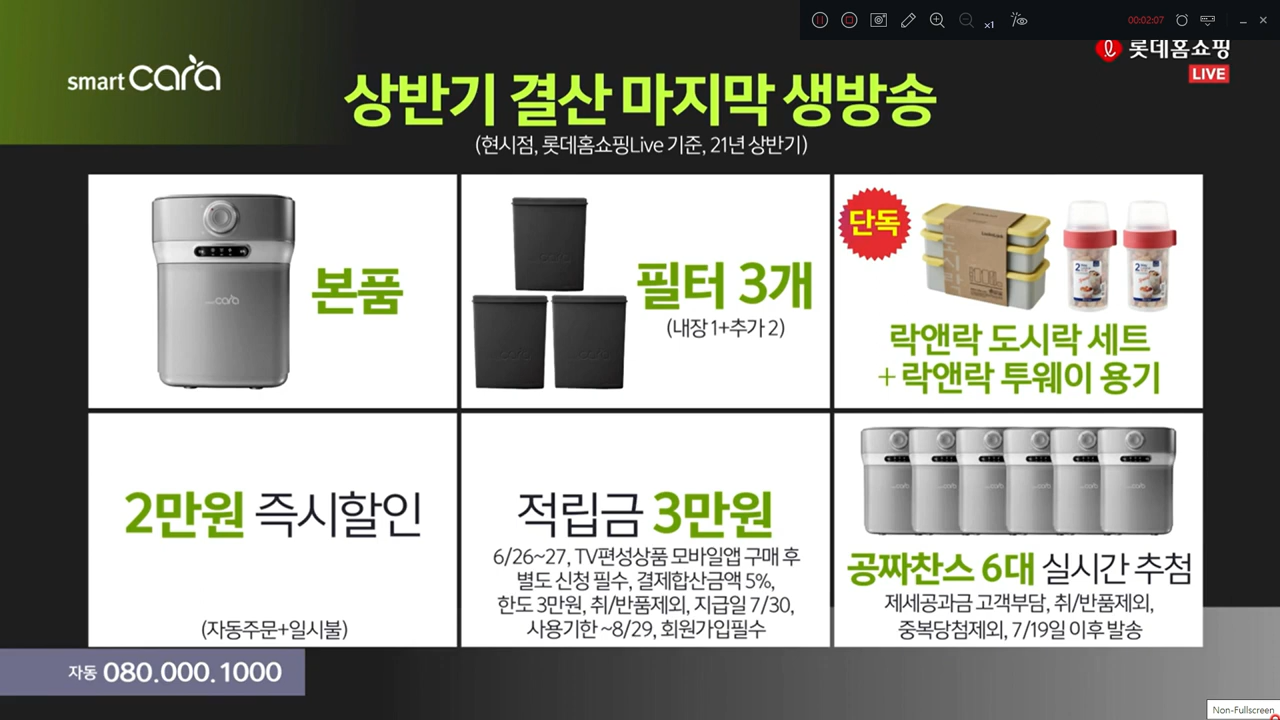 x1
00:02:07
smart cara
롯데홈쇼핑
LIVE
상반기 결산 마지막 생방송
(현시점, 롯데홈쇼핑Live 기준, 21년 상반기)
cara
본품
필터 3개
(내장 1+추가 2)
단독
락앤락 도시락 세트
+ 락앤락 투웨이 용기
2만원 즉시할인
(자동주문+일시불)
적립금 3만원
6/26~27, TV편성상품 모바일앱 구매 후
별도 신청 필수, 결제합산금액 5%,
한도 3만원, 취/반품제외, 지급일 7/30,
사용기한 ~8/29, 회원가입필수
공짜찬스 6대 실시간 추첨
제세공과금 고객부담, 취/반품제외,
중복당첨제외, 7/19일 이후 발송
자동 080.000.1000
Non-Fullscreen